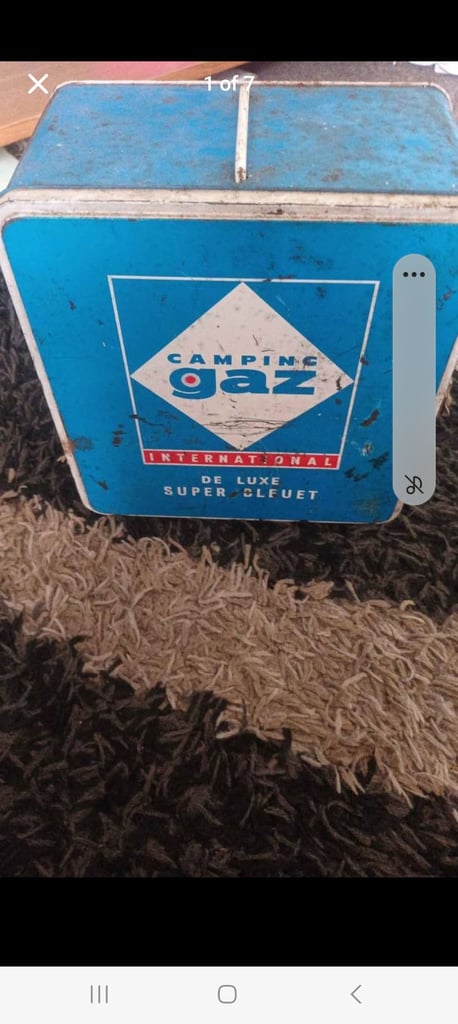 1 of 7
CAMPING
gaz
INTERNATIONAL
DE LUXE
SUPER BLEUET